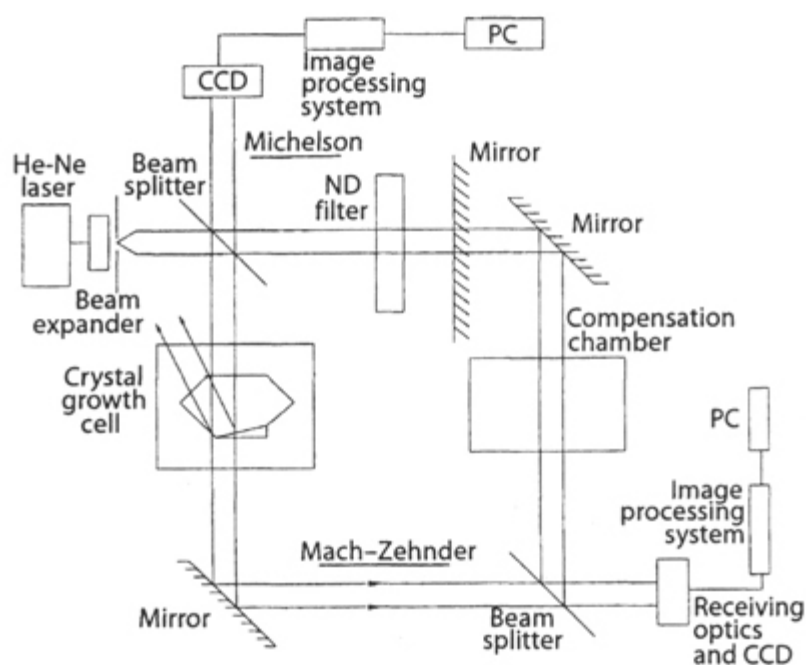 PC
CCD
Image
processing
system
Michelson
He-Ne
laser
Beam
splitter
ND
filter
Mirror
Mirror
Beam
expander
Compensation
chamber
Crystal
growth
cell
PC
Image
processing
system
Mach–Zehnder
Mirror
Beam
splitter
Receiving
optics
and CCD